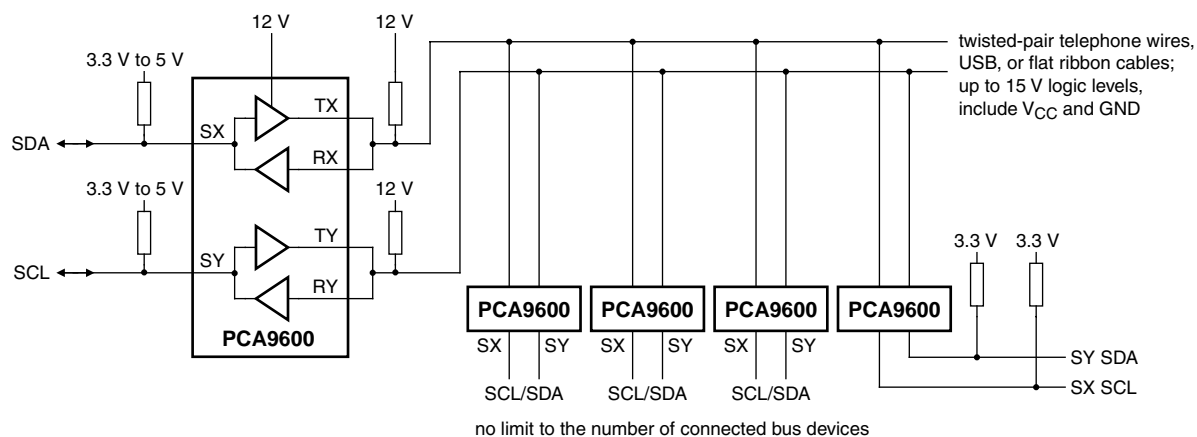 12 V
12 V
3.3 V to 5 V
TX
SX
SDA
RX
3.3 V to 5 V
12 V
TY
SY
SCL
RY
PCA9600
twisted-pair telephone wires,
USB, or flat ribbon cables;
up to 15 V logic levels,
include VCC and GND
3.3 V 3.3 V
PCA9600 PCA9600 PCA9600 PCA9600
SX SY SX SY SX SY
SY SDA
SX SCL
SCL/SDA SCL/SDA SCL/SDA
no limit to the number of connected bus devices